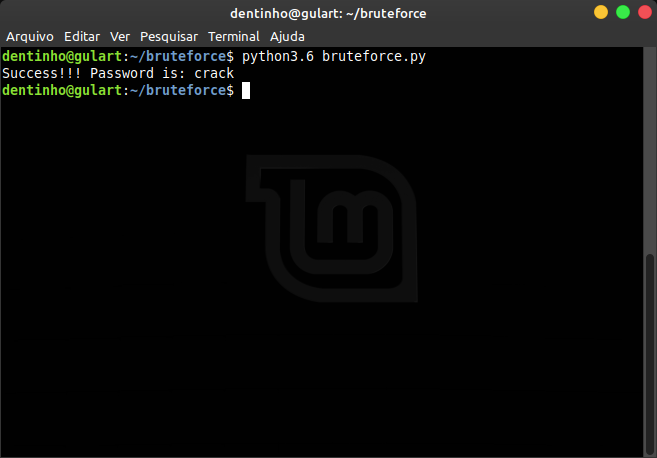 dentinho@gulart: ~/bruteforce
Arquivo Editar Ver Pesquisar Terminal Ajuda
dentinho@gulart:~/bruteforce$ python3.6 bruteforce.py
Success!!! Password is: crack
dentinho@gulart:~/bruteforce$